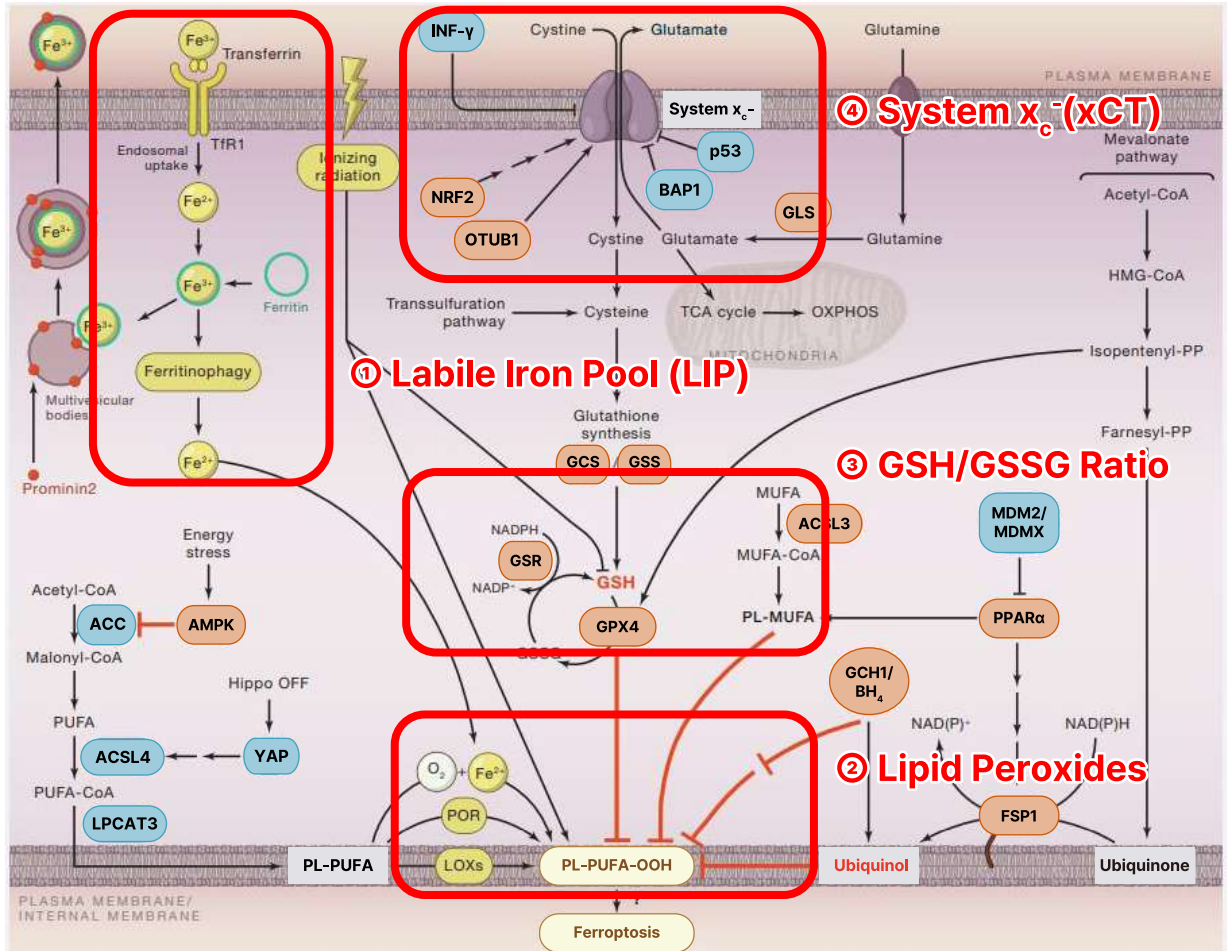 Fe³⁺
Fe³⁺
Transferrin
INF-γ
Cystine
Glutamate
Glutamine
PLASMA MEMBRANE
System x꜀-
④ System x꜀⁻(xCT)
TfR1
Endosomal
uptake
Ionizing
radiation
p53
BAP1
Mevalonate
pathway
NRF2
OTUB1
GLS
Acetyl-CoA
Fe²⁺
Fe³⁺
Cystine
Glutamate
Glutamine
HMG-CoA
Fe³⁺
Ferritin
Transsulfuration
pathway
Cysteine
TCA cycle
OXPHOS
MITOCHONDRIA
Fe³⁺
Isopentenyl-PP
Ferritinophagy
① Labile Iron Pool (LIP)
Multivesicular
bodies
Glutathione
synthesis
Farnesyl-PP
GCS
GSS
Fe²⁺
Prominin2
③ GSH/GSSG Ratio
MUFA
ACSL3
MDM2/
MDMX
NADPH
Energy
stress
GSR
MUFA-CoA
NADP⁻
GSH
Acetyl-CoA
ACC
AMPK
GPX4
PL-MUFA
PPARα
Malonyl-CoA
GSSG
GCH1/
BH₄
Hippo OFF
PUFA
NAD(P)⁺
NAD(P)H
ACSL4
YAP
O₂
+
Fe²⁺
② Lipid Peroxides
PUFA-CoA
LPCAT3
POR
FSP1
PL-PUFA
LOXs
PL-PUFA-OOH
Ubiquinol
Ubiquinone
PLASMA MEMBRANE/
INTERNAL MEMBRANE
?
Ferroptosis